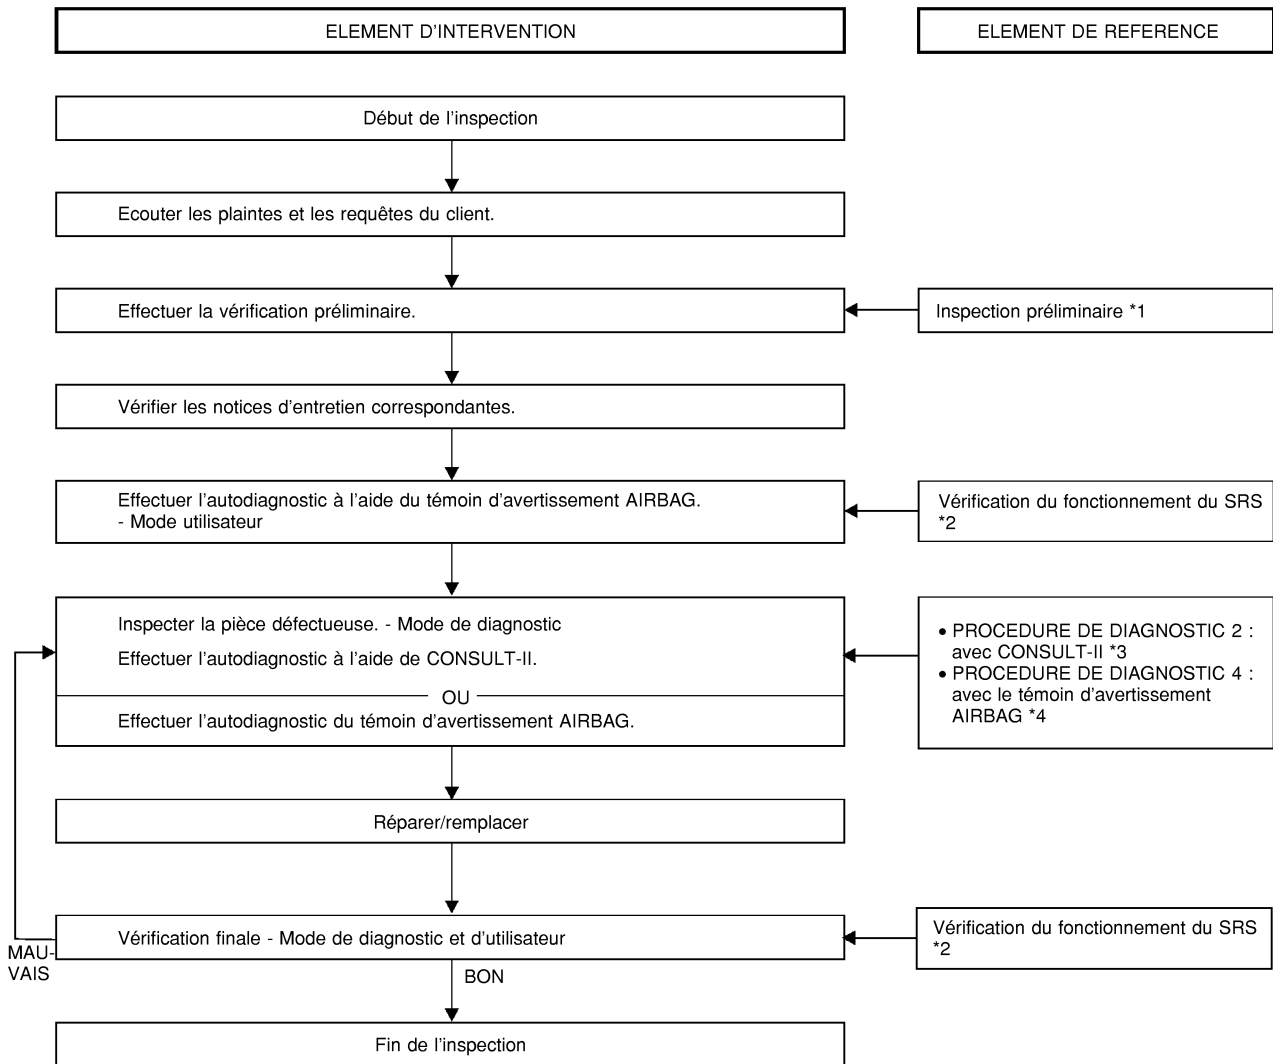 ELEMENT D'INTERVENTION
ELEMENT DE REFERENCE
Début de l'inspection
Ecouter les plaintes et les requêtes du client.
Effectuer la vérification préliminaire.
Inspection préliminaire *1
Vérifier les notices d'entretien correspondantes.
Effectuer l'autodiagnostic à l'aide du témoin d'avertissement AIRBAG.
- Mode utilisateur
Vérification du fonctionnement du SRS
*2
Inspecter la pièce défectueuse. - Mode de diagnostic
Effectuer l'autodiagnostic à l'aide de CONSULT-II.
OU
Effectuer l'autodiagnostic du témoin d'avertissement AIRBAG.
• PROCEDURE DE DIAGNOSTIC 2 :
avec CONSULT-II *3
• PROCEDURE DE DIAGNOSTIC 4 :
avec le témoin d'avertissement
AIRBAG *4
Réparer/remplacer
Vérification finale - Mode de diagnostic et d'utilisateur
Vérification du fonctionnement du SRS
*2
MAU-
VAIS
BON
Fin de l'inspection